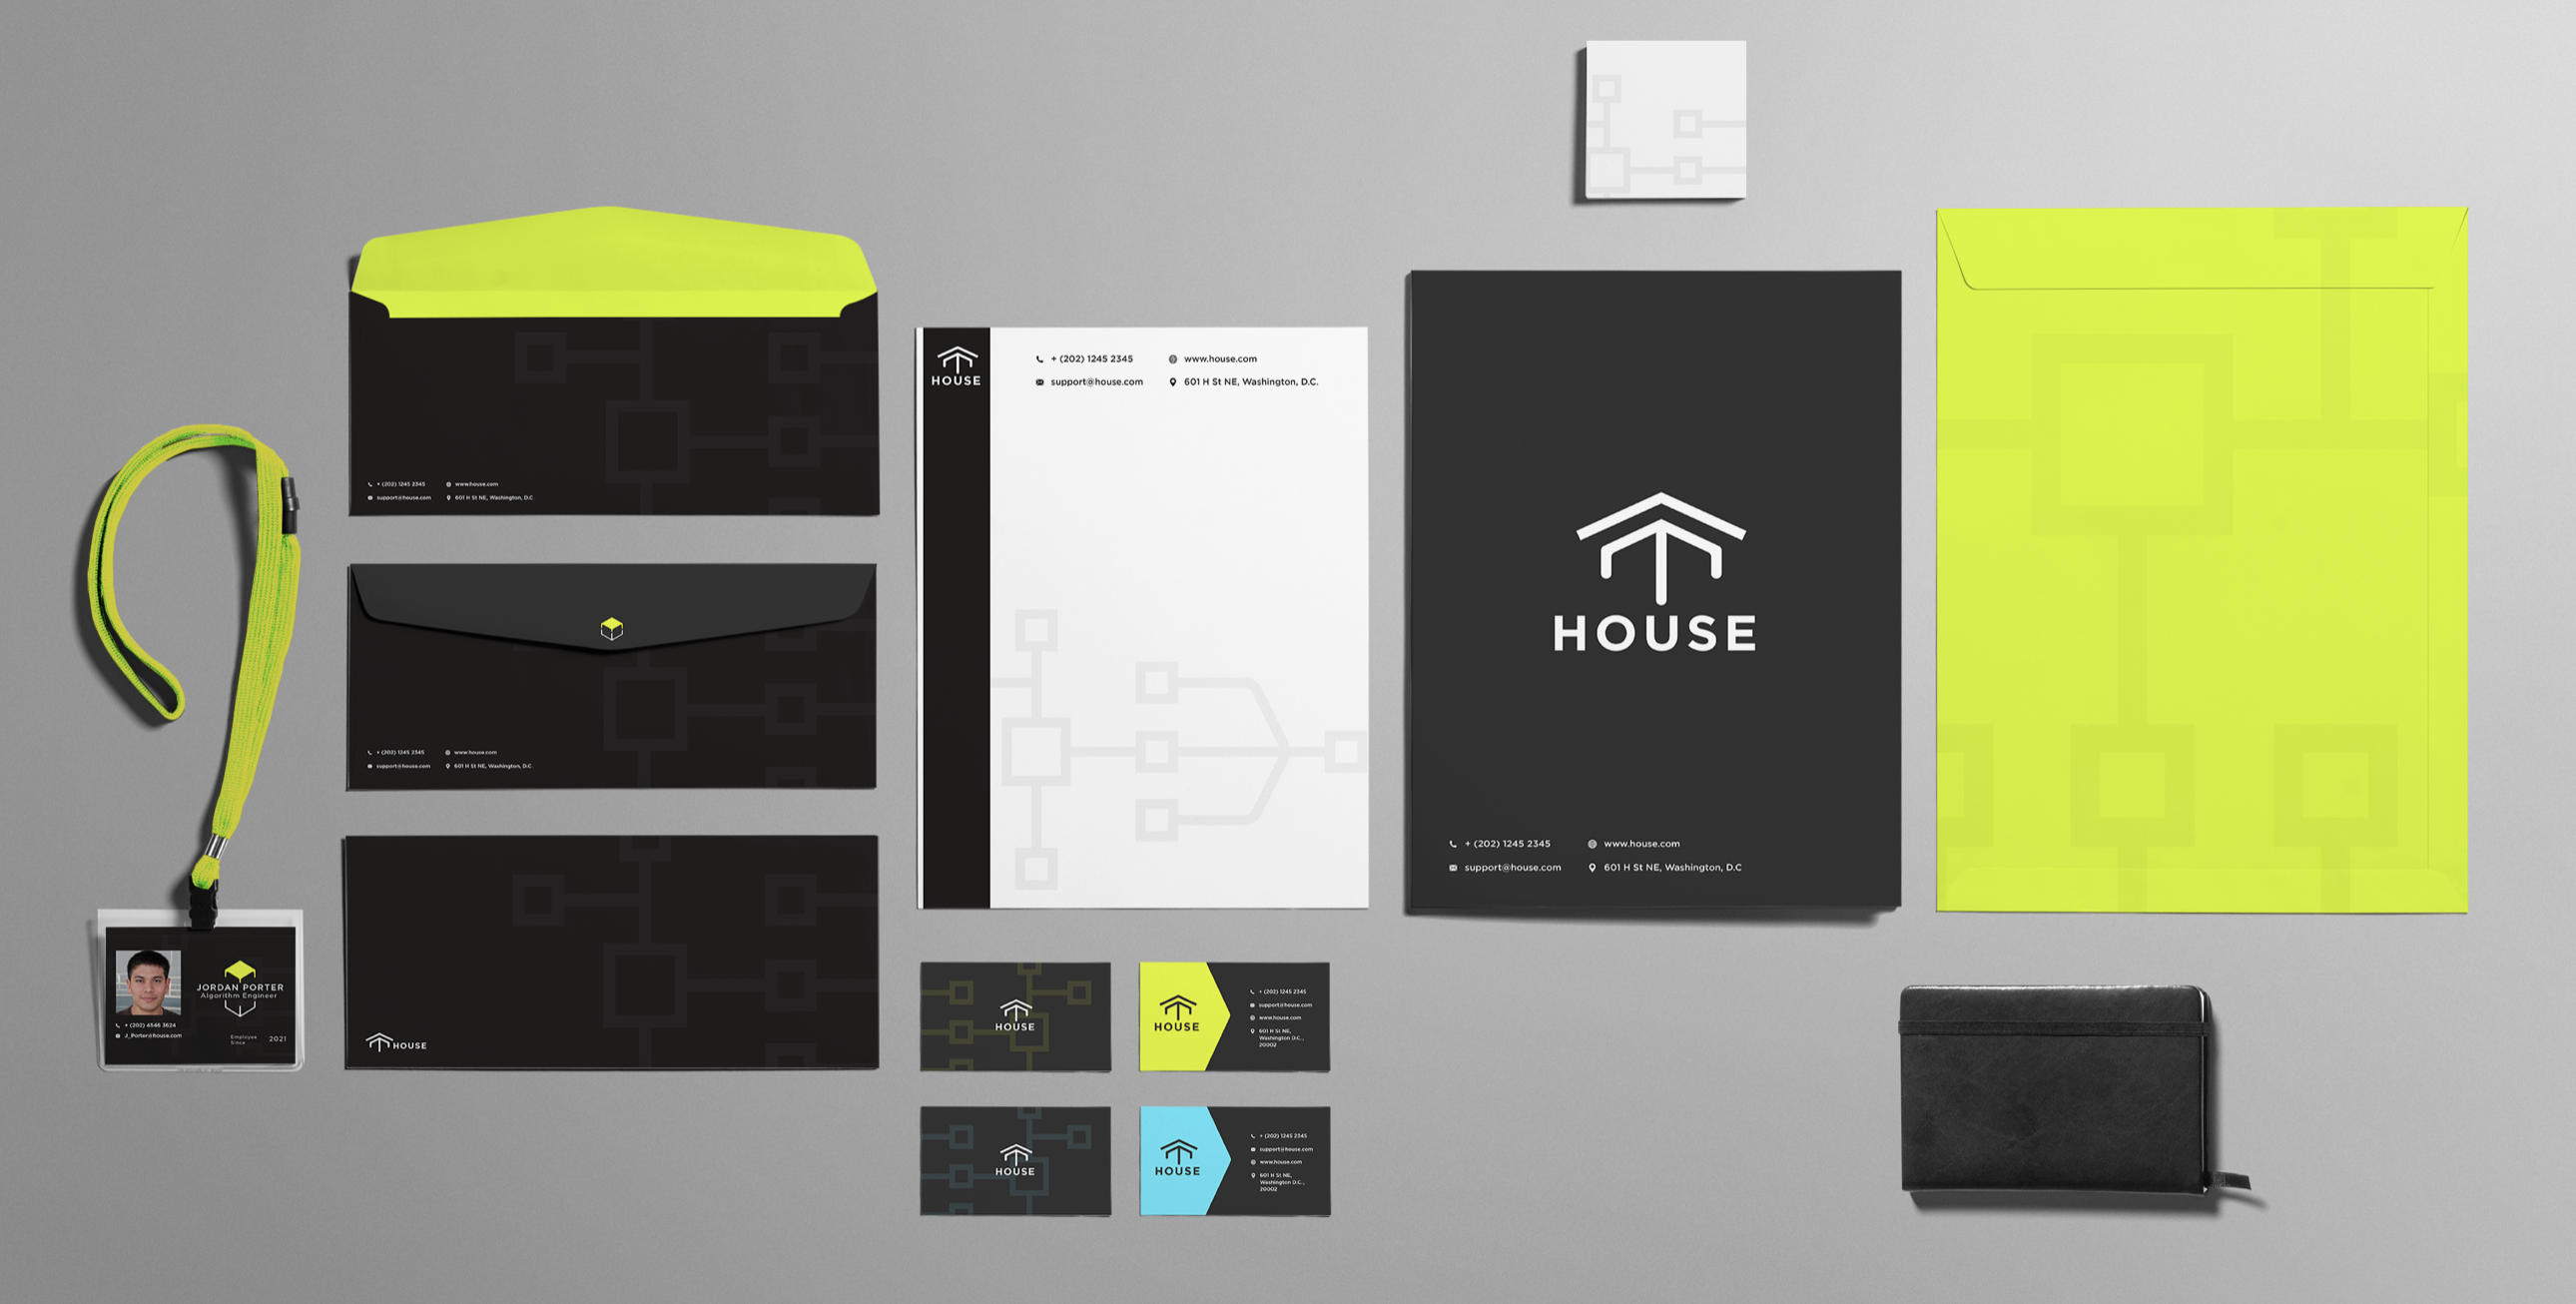 + (202) 1245 2345
www.house.com
support@house.com
601 H St NE, Washington, D.C
+ (202) 1245 2345
www.house.com
support@house.com
601 H St NE, Washington, D.C
HOUSE
JORDAN PORTER
Algorithm Engineer
+ (202) 4546 3624
J_Porter@house.com
Employee
Since
2021
HOUSE
+ (202) 1245 2345
www.house.com
support@house.com
601 H St NE, Washington, D.C.
HOUSE
HOUSE
+ (202) 1245 2345
support@house.com
www.house.com
601 H St NE,
Washington D.C.,
20002
HOUSE
HOUSE
+ (202) 1245 2345
support@house.com
www.house.com
601 H St NE,
Washington D.C.,
20002
HOUSE
+ (202) 1245 2345
www.house.com
support@house.com
601 H St NE, Washington, D.C